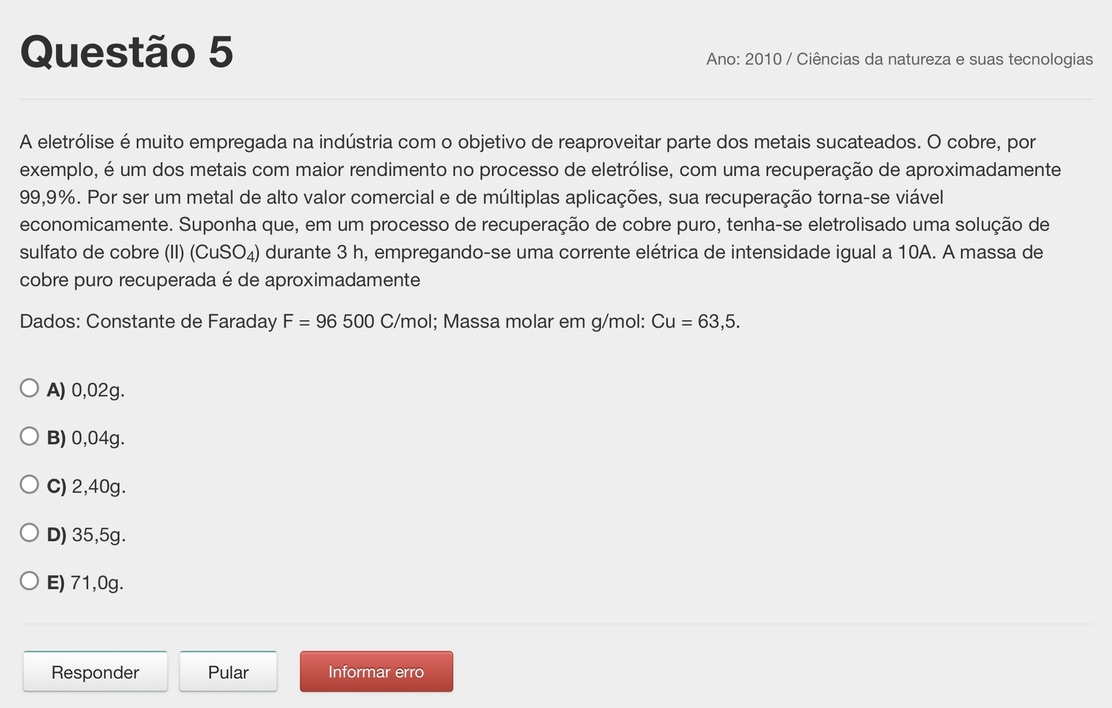 Questão 5
Ano: 2010 / Ciências da natureza e suas tecnologias
A eletrólise é muito empregada na indústria com o objetivo de reaproveitar parte dos metais sucateados. O cobre, por
exemplo, é um dos metais com maior rendimento no processo de eletrólise, com uma recuperação de aproximadamente
99,9%. Por ser um metal de alto valor comercial e de múltiplas aplicações, sua recuperação torna-se viável
economicamente. Suponha que, em um processo de recuperação de cobre puro, tenha-se eletrolisado uma solução de
sulfato de cobre (II) (CuSO₄) durante 3 h, empregando-se uma corrente elétrica de intensidade igual a 10A. A massa de
cobre puro recuperada é de aproximadamente
Dados: Constante de Faraday F = 96 500 C/mol; Massa molar em g/mol: Cu = 63,5.
A) 0,02g.
B) 0,04g.
C) 2,40g.
D) 35,5g.
E) 71,0g.
Responder Pular Informar erro